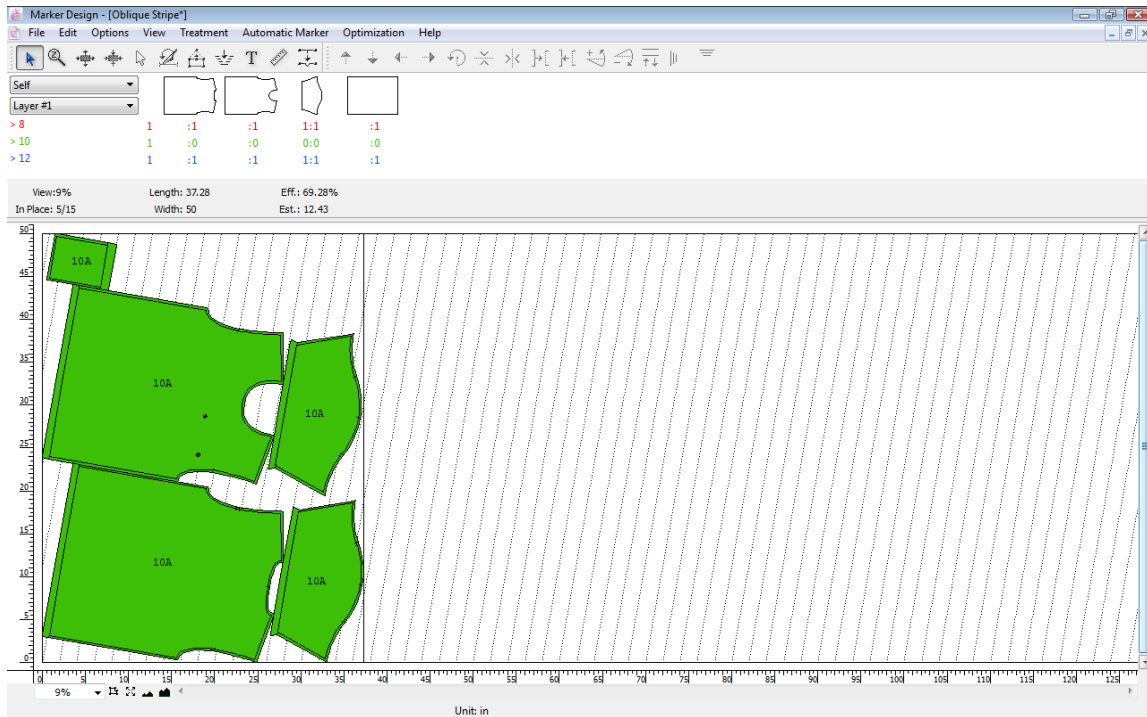 Marker Design - [Oblique Stripe*]
File Edit Options View Treatment Automatic Marker Optimization Help
T
Self
Layer #1
> 8 1 :1 :1 1:1 :1
> 10 1 :0 :0 0:0 :0
> 12 1 :1 :1 1:1 :1
View:9% Length: 37.28 Eff.: 69.28%
In Place: 5/15 Width: 50 Est.: 12.43
50
45
40
35
30
25
20
15
10
5
0
10A
10A
10A
10A
10A
0 5 10 15 20 25 30 35 40 45 50 55 60 65 70 75 80 85 90 95 100 105 110 115 120 125
9%
Unit: in